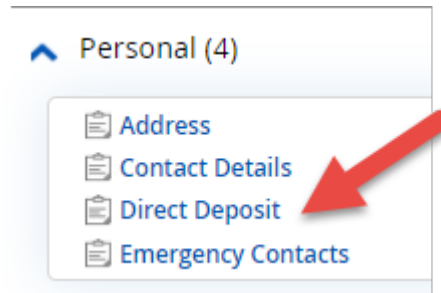 Personal (4)
Address
Contact Details
Direct Deposit
Emergency Contacts